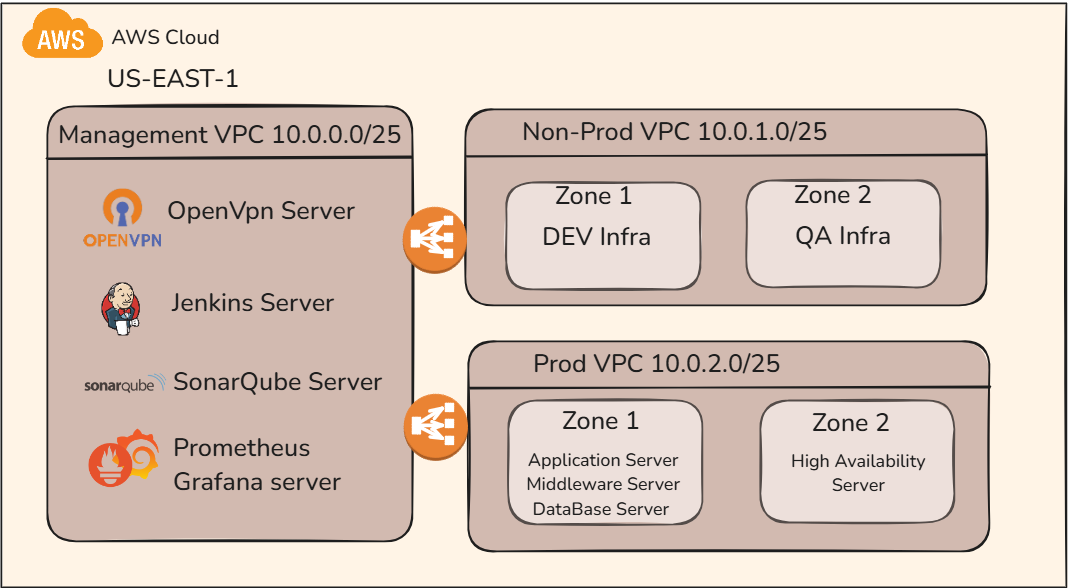 AWS
AWS Cloud
US-EAST-1
Management VPC 10.0.0.0/25
OpenVpn Server
OPENVPN
Jenkins Server
sonarqube
SonarQube Server
Prometheus
Grafana server
Non-Prod VPC 10.0.1.0/25
Zone 1
DEV Infra
Zone 2
QA Infra
Prod VPC 10.0.2.0/25
Zone 1
Application Server
Middleware Server
DataBase Server
Zone 2
High Availability
Server